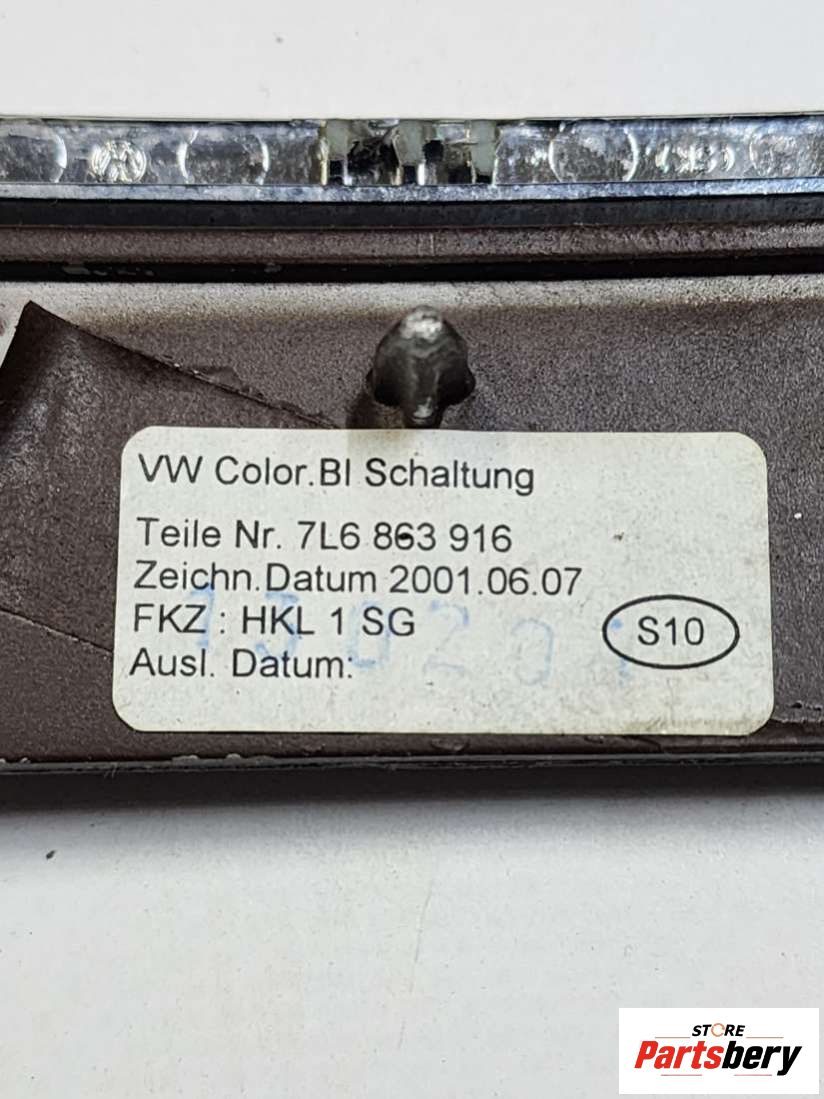 VW Color.Bl Schaltung
Teile Nr. 7L6 863 916
Zeichn.Datum 2001.06.07
FKZ : HKL 1 SG
S10
Ausl. Datum:
STORE
Partsbery